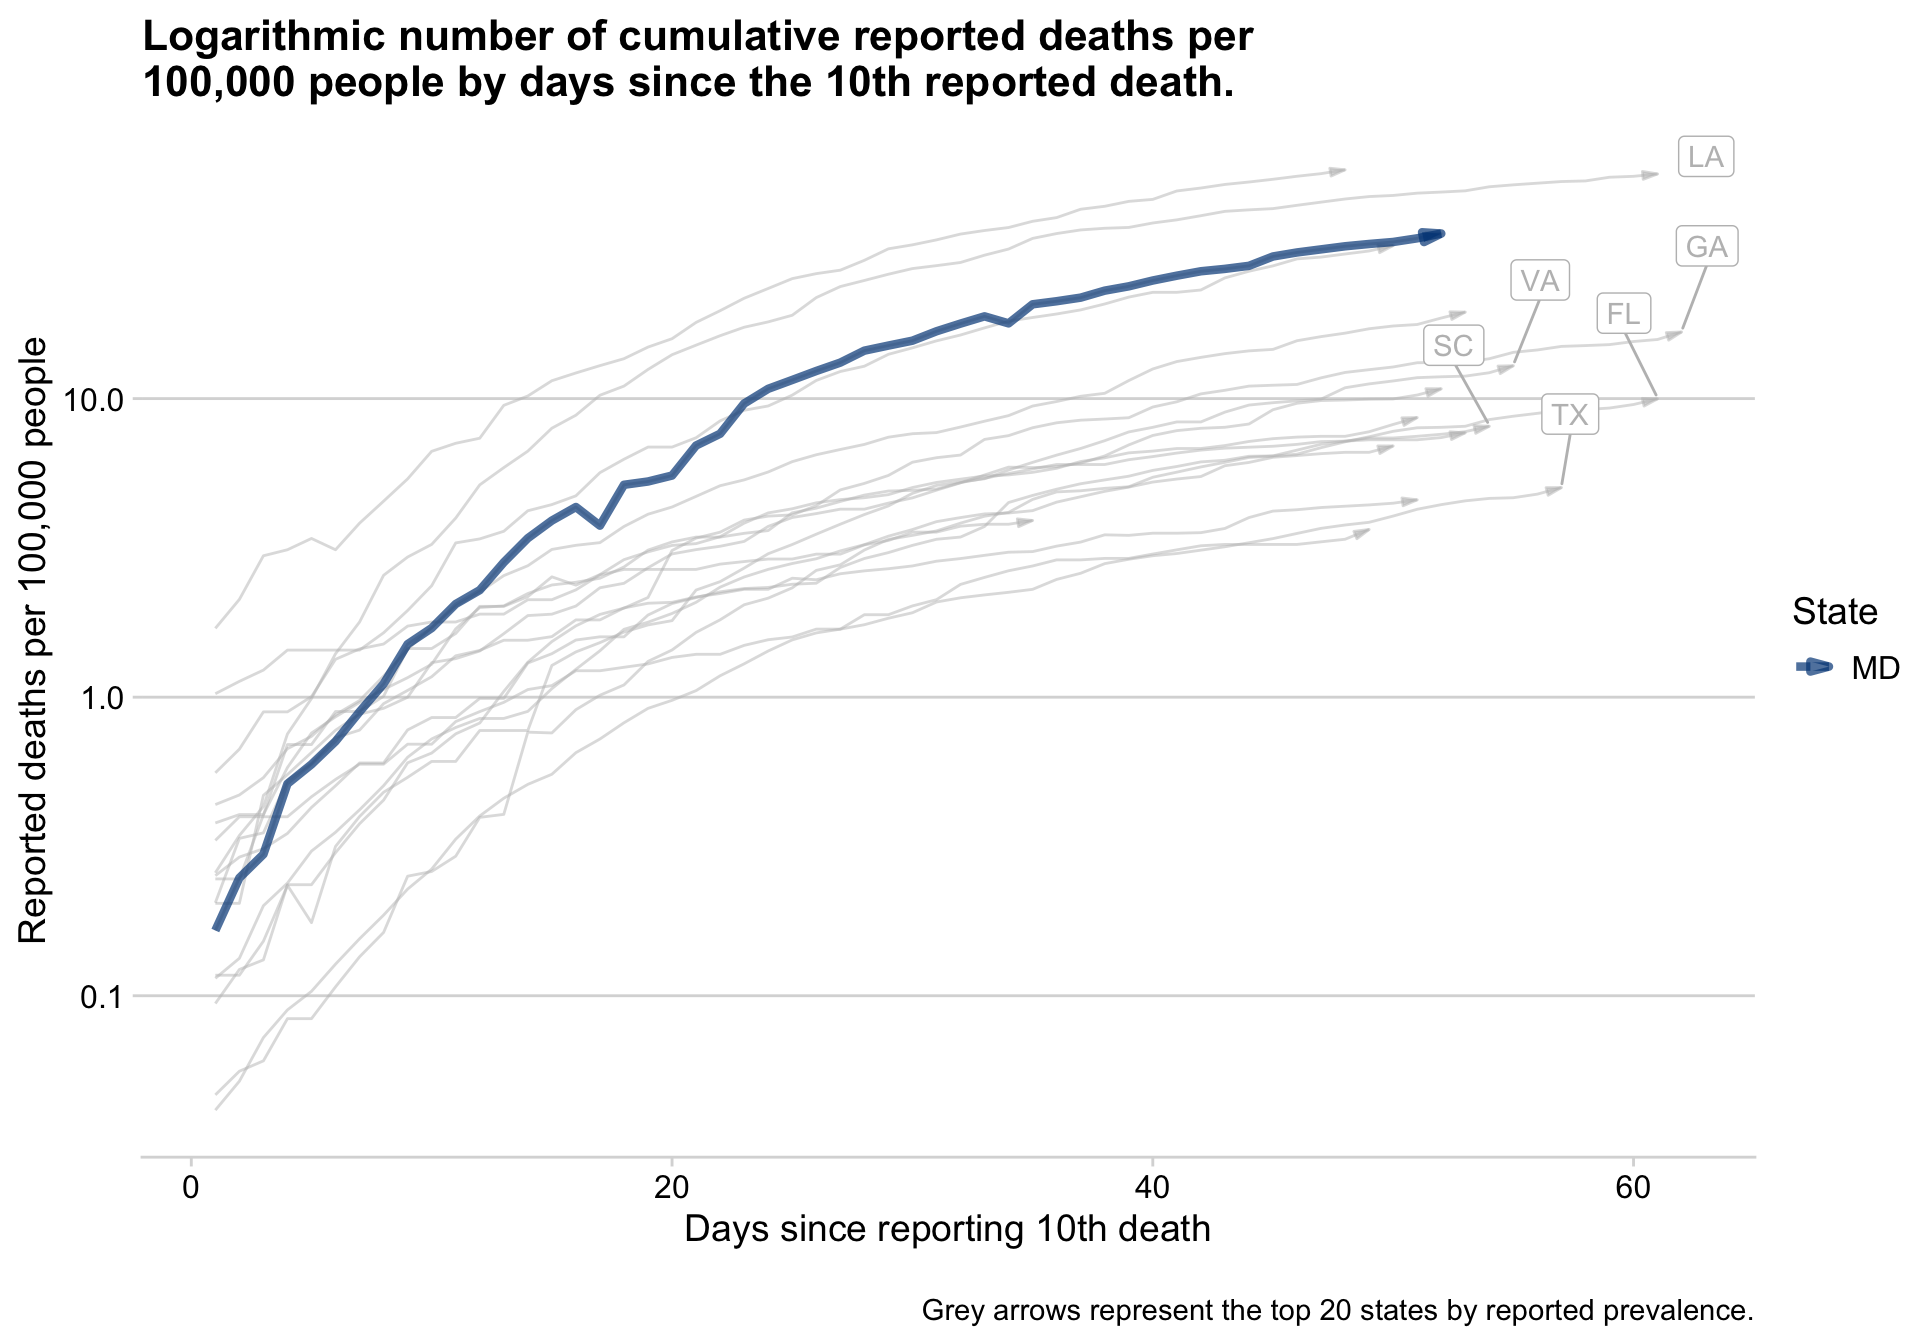 Logarithmic number of cumulative reported deaths per
100,000 people by days since the 10th reported death.
Reported deaths per 100,000 people
10.0
1.0
0.1
LA
GA
VA
FL
SC
TX
State
MD
0
20
40
60
Days since reporting 10th death
Grey arrows represent the top 20 states by reported prevalence.